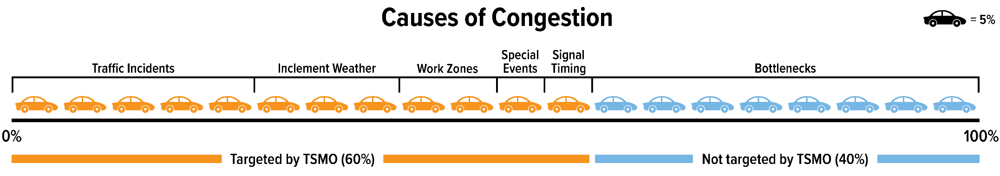 Causes of Congestion
= 5%
Traffic Incidents
Inclement Weather
Work Zones
Special
Events
Signal
Timing
Bottlenecks
0%
100%
Targeted by TSMO (60%)
Not targeted by TSMO (40%)